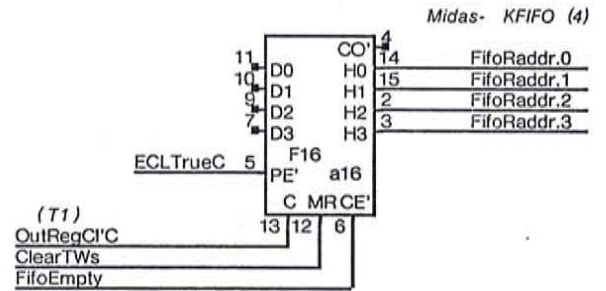 Midas- KFIFO (4)
4
CO'
11 D0 H0 14 FifoRaddr.0
10 D1 H1 15 FifoRaddr.1
9 D2 H2 2 FifoRaddr.2
7 D3 H3 3 FifoRaddr.3
F16
ECLTrueC 5 PE' a16
C MR CE'
(T1) 13 12 6
OutRegCl'C
ClearTWs
FifoEmpty